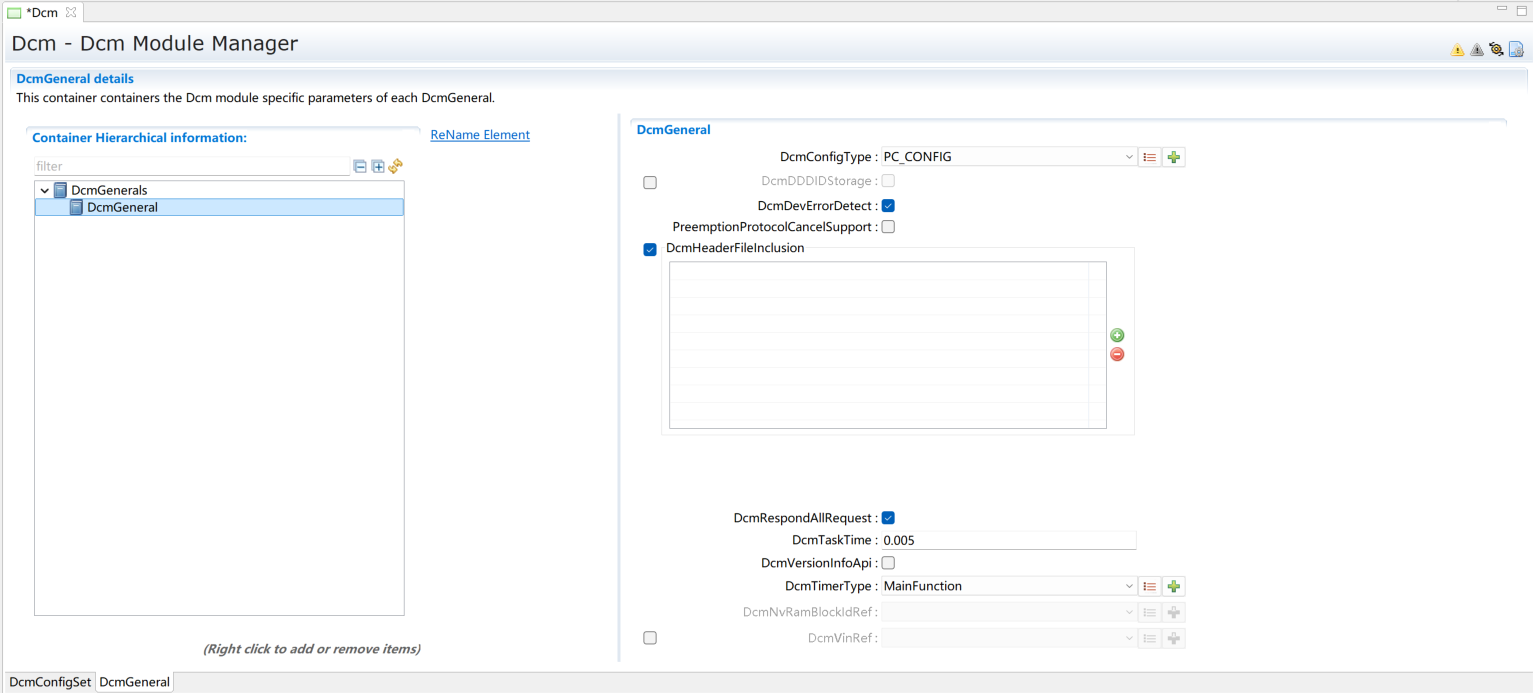 *Dcm
Dcm - Dcm Module Manager
DcmGeneral details
This container containers the Dcm module specific parameters of each DcmGeneral.
Container Hierarchical information:
ReName Element
filter
DcmGenerals
DcmGeneral
(Right click to add or remove items)
DcmGeneral
DcmConfigType : PC_CONFIG
DcmDDDIDStorage :
DcmDevErrorDetect :
PreemptionProtocolCancelSupport :
DcmHeaderFileInclusion
DcmRespondAllRequest :
DcmTaskTime : 0.005
DcmVersionInfoApi :
DcmTimerType : MainFunction
DcmNvRamBlockIdRef :
DcmVinRef :
DcmConfigSet DcmGeneral